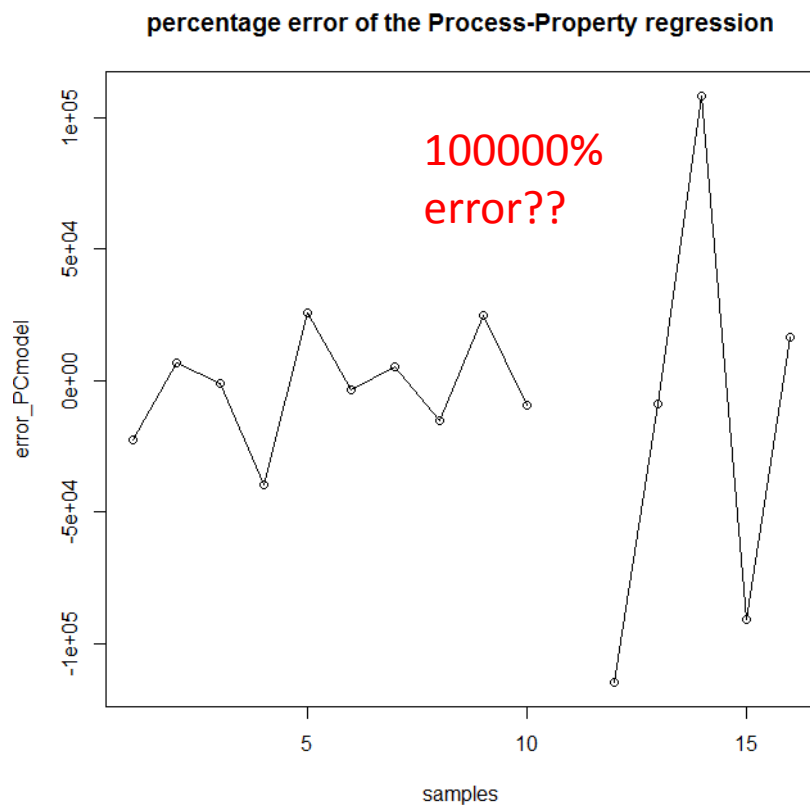 percentage error of the Process-Property regression
100000%
error??
1e+05
5e+04
0e+00
-5e+04
-1e+05
error_PCmodel
5 10 15
samples